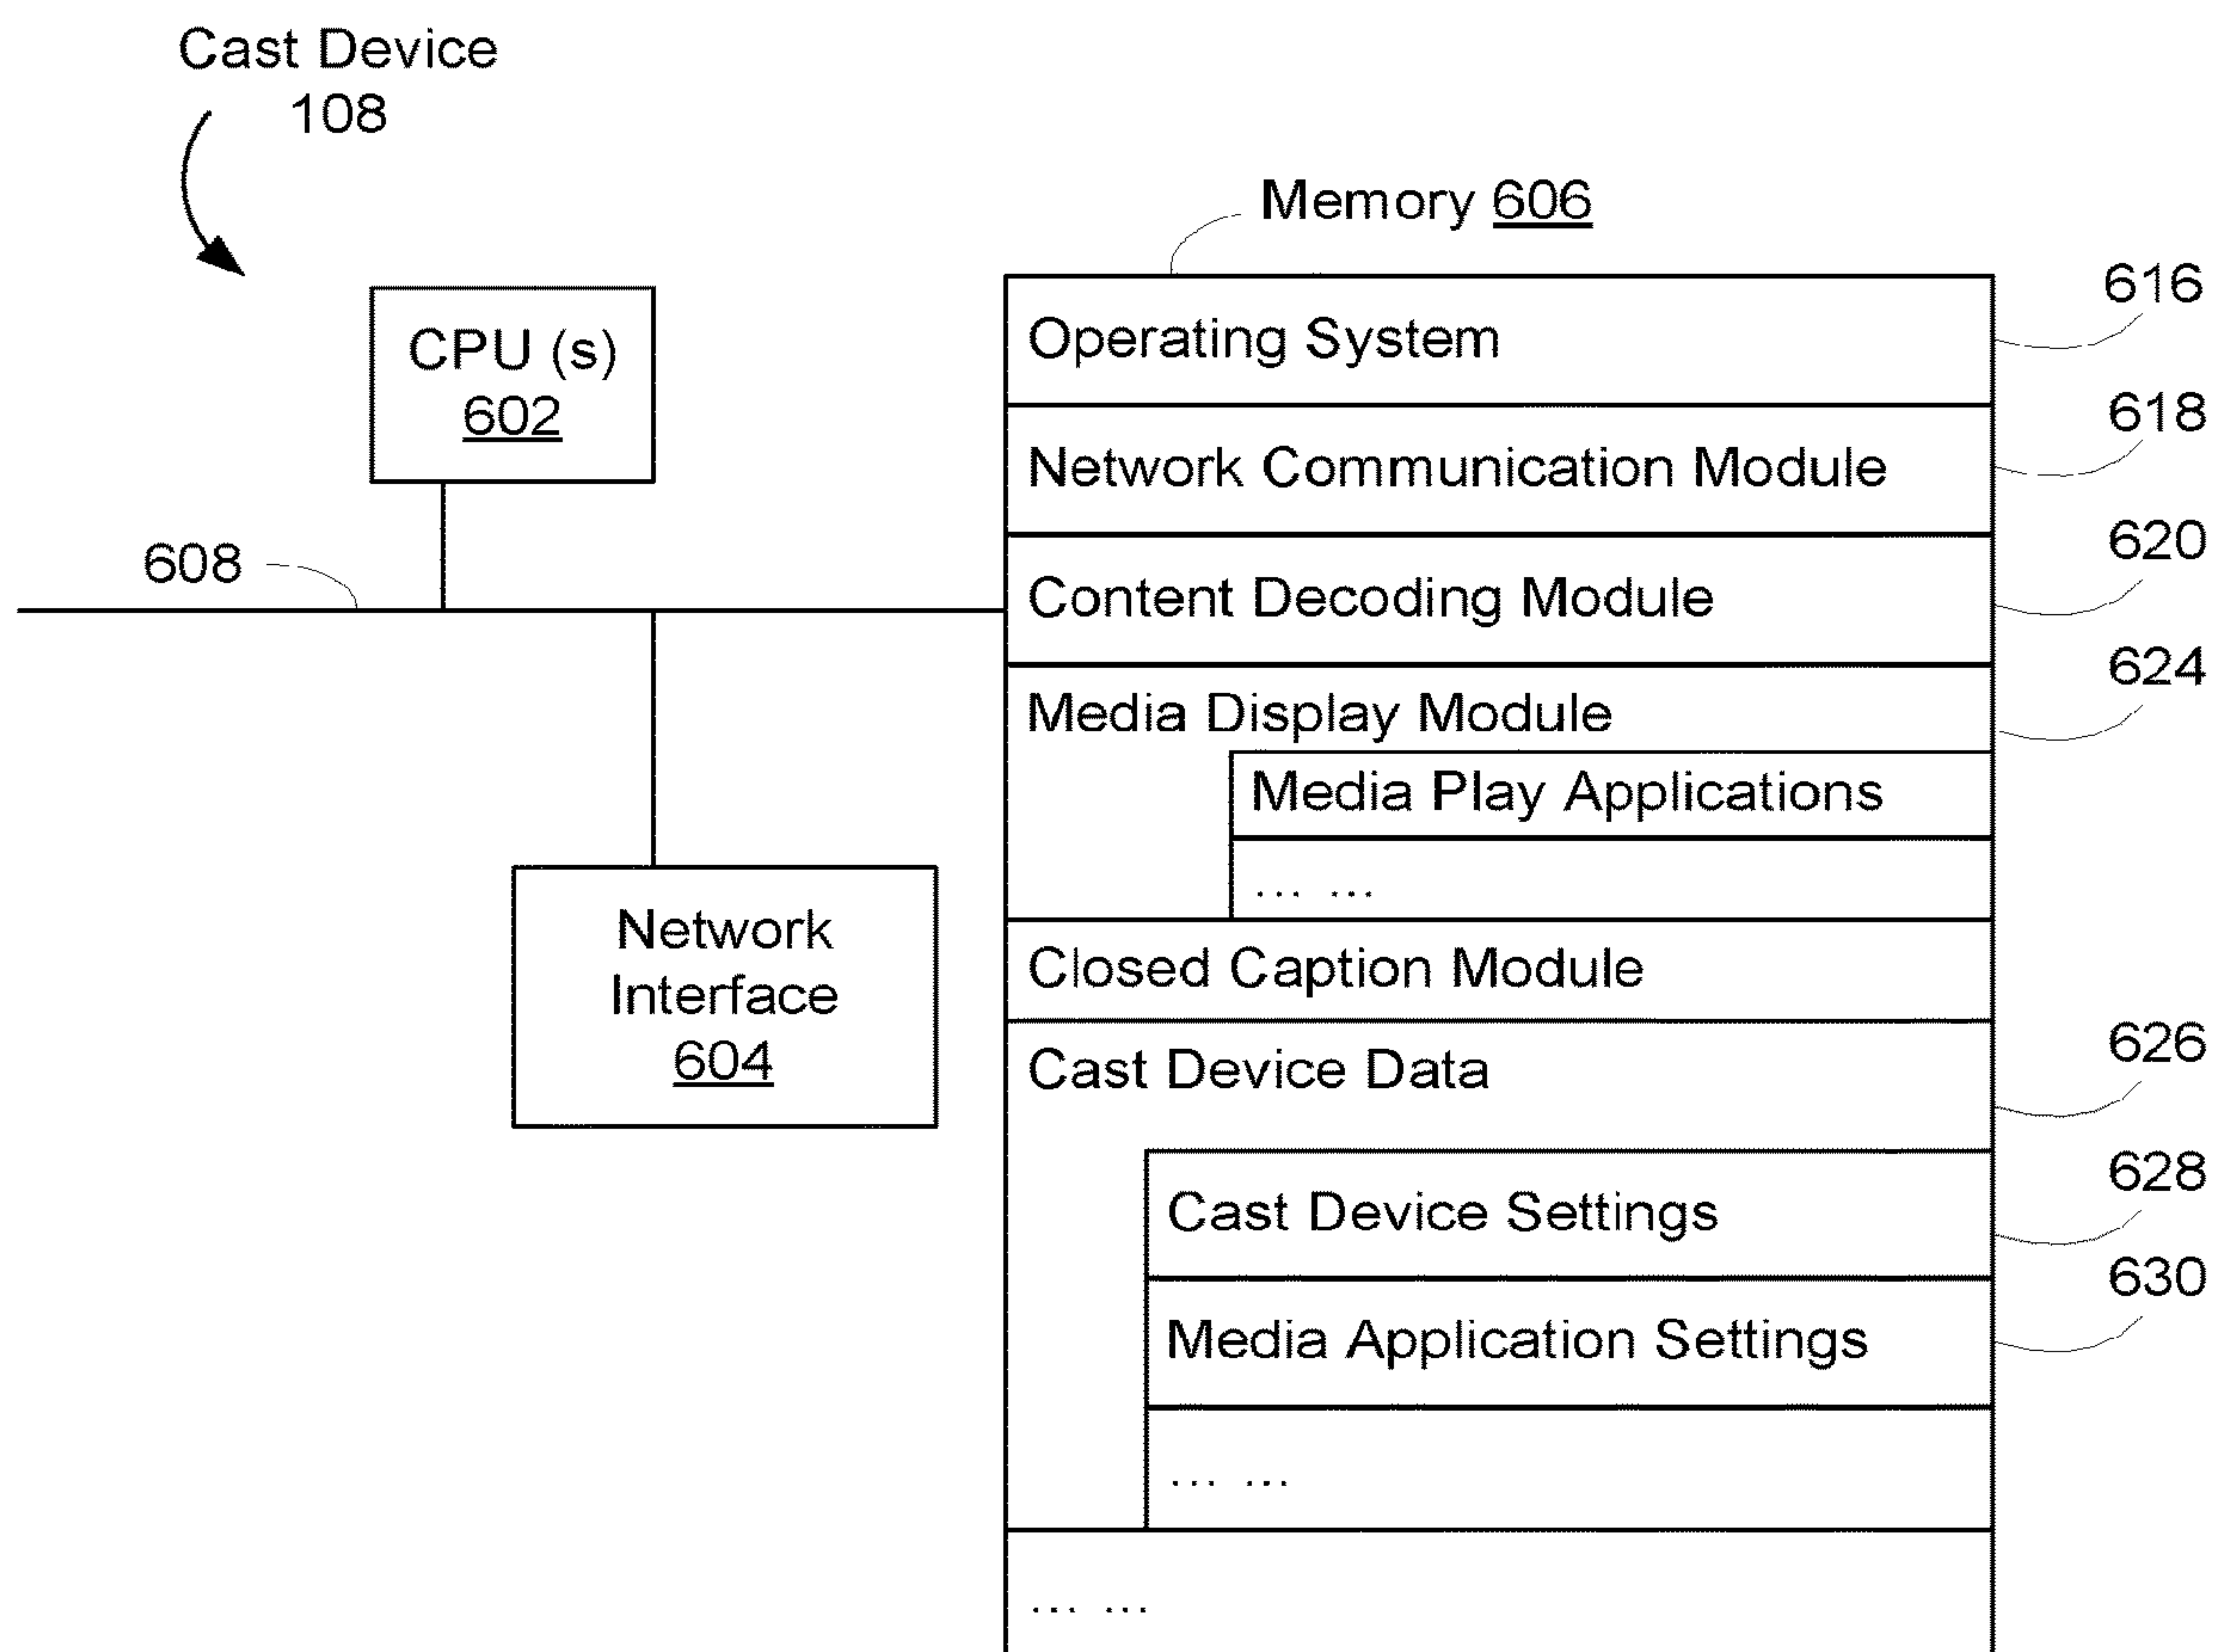 Cast Device
108
Memory 606
616
CPU (s)
602
Operating System
618
Network Communication Module
608
620
Content Decoding Module
624
Media Display Module
Media Play Applications
... ...
Network
Interface
604
Closed Caption Module
626
Cast Device Data
628
Cast Device Settings
630
Media Application Settings
... ...
... ...